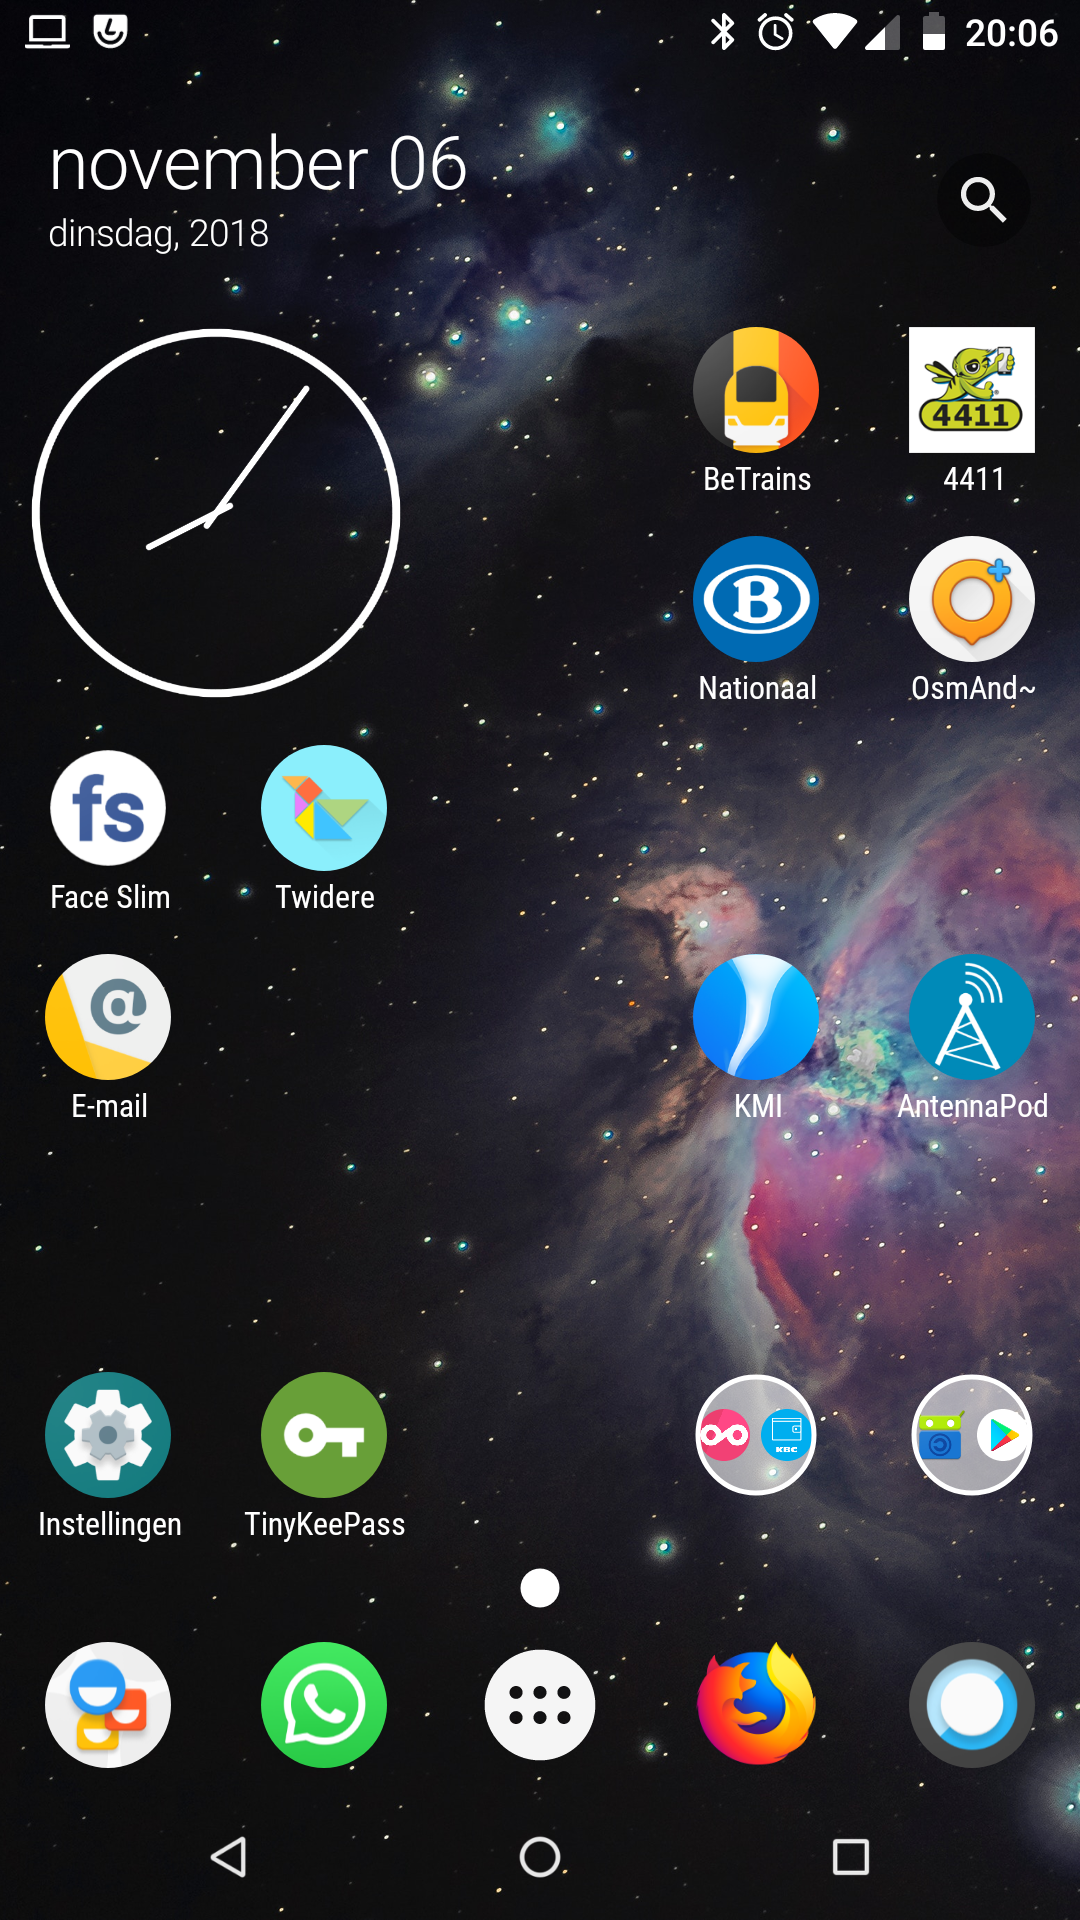 20:06
november 06
dinsdag, 2018
4411
BeTrains
4411
B
Nationaal
OsmAnd~
fs
Face Slim
Twidere
@
E-mail
KMI
AntennaPod
KBC
Instellingen
TinyKeePass